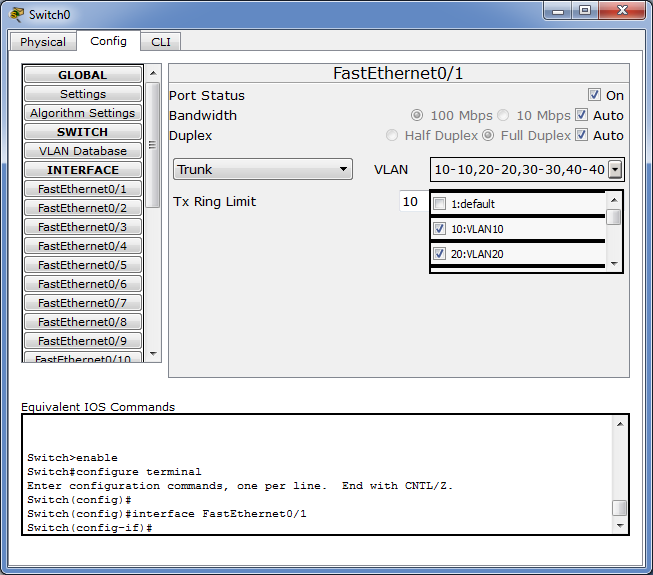 Switch0
Physical Config CLI
GLOBAL
Settings
Algorithm Settings
SWITCH
VLAN Database
INTERFACE
FastEthernet0/1
FastEthernet0/2
FastEthernet0/3
FastEthernet0/4
FastEthernet0/5
FastEthernet0/6
FastEthernet0/7
FastEthernet0/8
FastEthernet0/9
FastEthernet0/10
FastEthernet0/1
Port Status On
Bandwidth 100 Mbps 10 Mbps Auto
Duplex Half Duplex Full Duplex Auto
Trunk VLAN 10-10,20-20,30-30,40-40
Tx Ring Limit 10
1:default
10:VLAN10
20:VLAN20
Equivalent IOS Commands
Switch>enable
Switch#configure terminal
Enter configuration commands, one per line. End with CNTL/Z.
Switch(config)#
Switch(config)#interface FastEthernet0/1
Switch(config-if)#